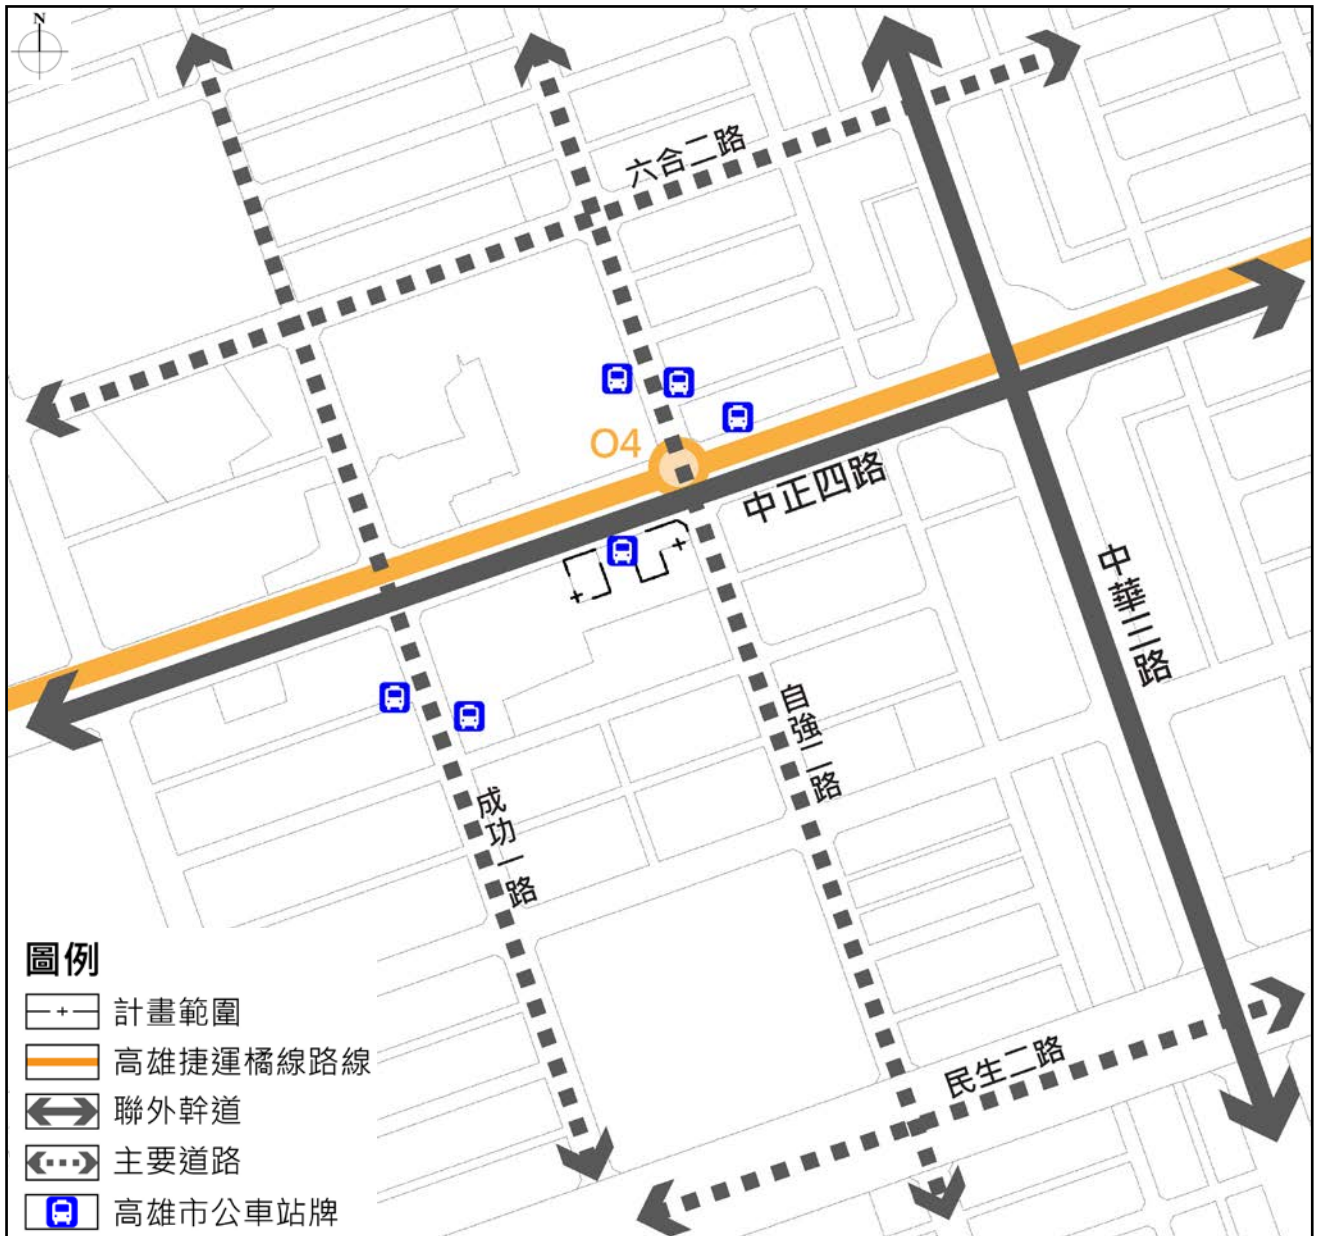 N
六合二路
O4
中正四路
中華三路
自強二路
成功一路
民生二路
圖例
計畫範圍
高雄捷運橘線路線
聯外幹道
主要道路
高雄市公車站牌